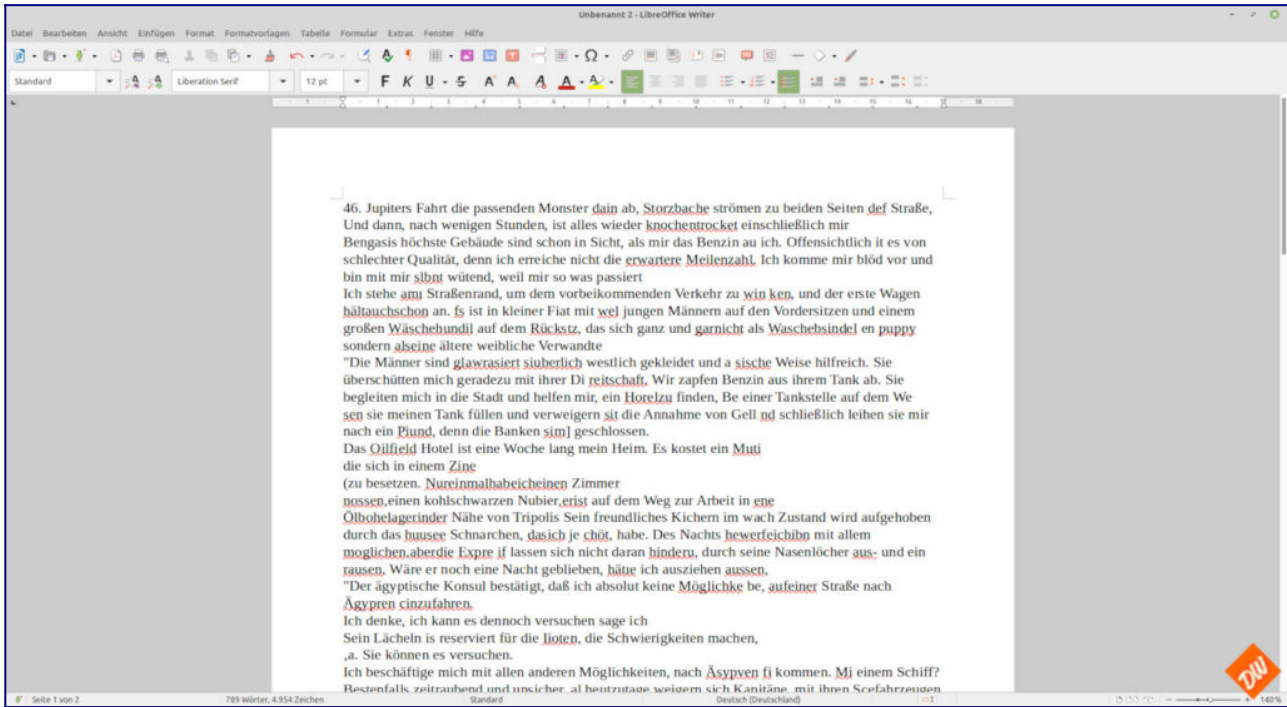 Unbenannt 2 - LibreOffice Writer
Datei Bearbeiten Ansicht Einfügen Format Formatvorlagen Tabelle Formular Extras Fenster Hilfe
Standard Liberation Serif 12 pt F K U S
46. Jupiters Fahrt die passenden Monster dain ab, Storzbache strömen zu beiden Seiten def Straße,
Und dann, nach wenigen Stunden, ist alles wieder knochentrocket einschließlich mir
Bengasis höchste Gebäude sind schon in Sicht, als mir das Benzin au ich. Offensichtlich it es von
schlechter Qualität, denn ich erreiche nicht die erwartere Meilenzahl. Ich komme mir blöd vor und
bin mit mir slbnt wütend, weil mir so was passiert
Ich stehe ami Straßenrand, um dem vorbeikommenden Verkehr zu win ken, und der erste Wagen
hältauchschon an. fs ist in kleiner Fiat mit wel jungen Männern auf den Vordersitzen und einem
großen Wäschehundil auf dem Rückstz, das sich ganz und garnicht als Waschebsindel en puppy
sondern alseine ältere weibliche Verwandte
"Die Männer sind glawrasiert siuberlich westlich gekleidet und a sische Weise hilfreich. Sie
überschütten mich geradezu mit ihrer Di reitschaft, Wir zapfen Benzin aus ihrem Tank ab. Sie
begleiten mich in die Stadt und helfen mir, ein Horelzu finden, Be einer Tankstelle auf dem We
sen sie meinen Tank füllen und verweigern sit die Annahme von Gell nd schließlich leihen sie mir
nach ein Piund, denn die Banken sim] geschlossen.
Das Oilfield Hotel ist eine Woche lang mein Heim. Es kostet ein Muti
die sich in einem Zine
(zu besetzen. Nureinmalhabeicheinen Zimmer
nossen,einen kohlschwarzen Nubier,erist auf dem Weg zur Arbeit in ene
Ölbohelagerinder Nähe von Tripolis Sein freundliches Kichern im wach Zustand wird aufgehoben
durch das huusee Schnarchen, dasich je chöt, habe. Des Nachts hewerfeichibn mit allem
moglichen,aberdie Expre if lassen sich nicht daran hinderu, durch seine Nasenlöcher aus- und ein
rausen, Wäre er noch eine Nacht geblieben, hätte ich ausziehen aussen,
"Der ägyptische Konsul bestätigt, daß ich absolut keine Möglichke be, aufeiner Straße nach
Ägypren cinzufahren,
Ich denke, ich kann es dennoch versuchen sage ich
Sein Lächeln is reserviert für die Iioten, die Schwierigkeiten machen,
,a. Sie können es versuchen.
Ich beschäftige mich mit allen anderen Möglichkeiten, nach Äsypven fi kommen. Mi einem Schiff?
Bestenfalls zeitraubend und unsicher, al heutzutage weigern sich Kapitäne, mit ihren Scefahrzeugen
DW
Seite 1 von 2 789 Wörter, 4.954 Zeichen Standard Deutsch (Deutschland) 140%